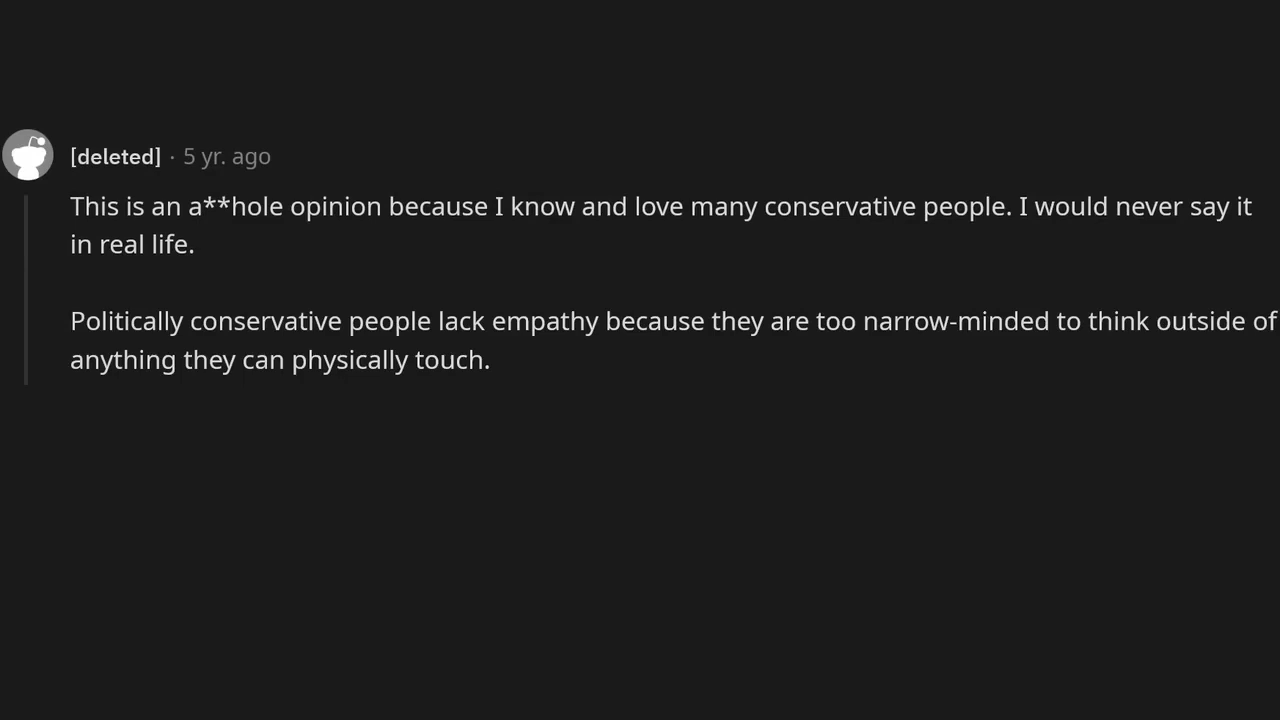 [deleted] · 5 yr. ago
This is an a**hole opinion because I know and love many conservative people. I would never say it
in real life.
Politically conservative people lack empathy because they are too narrow-minded to think outside of
anything they can physically touch.